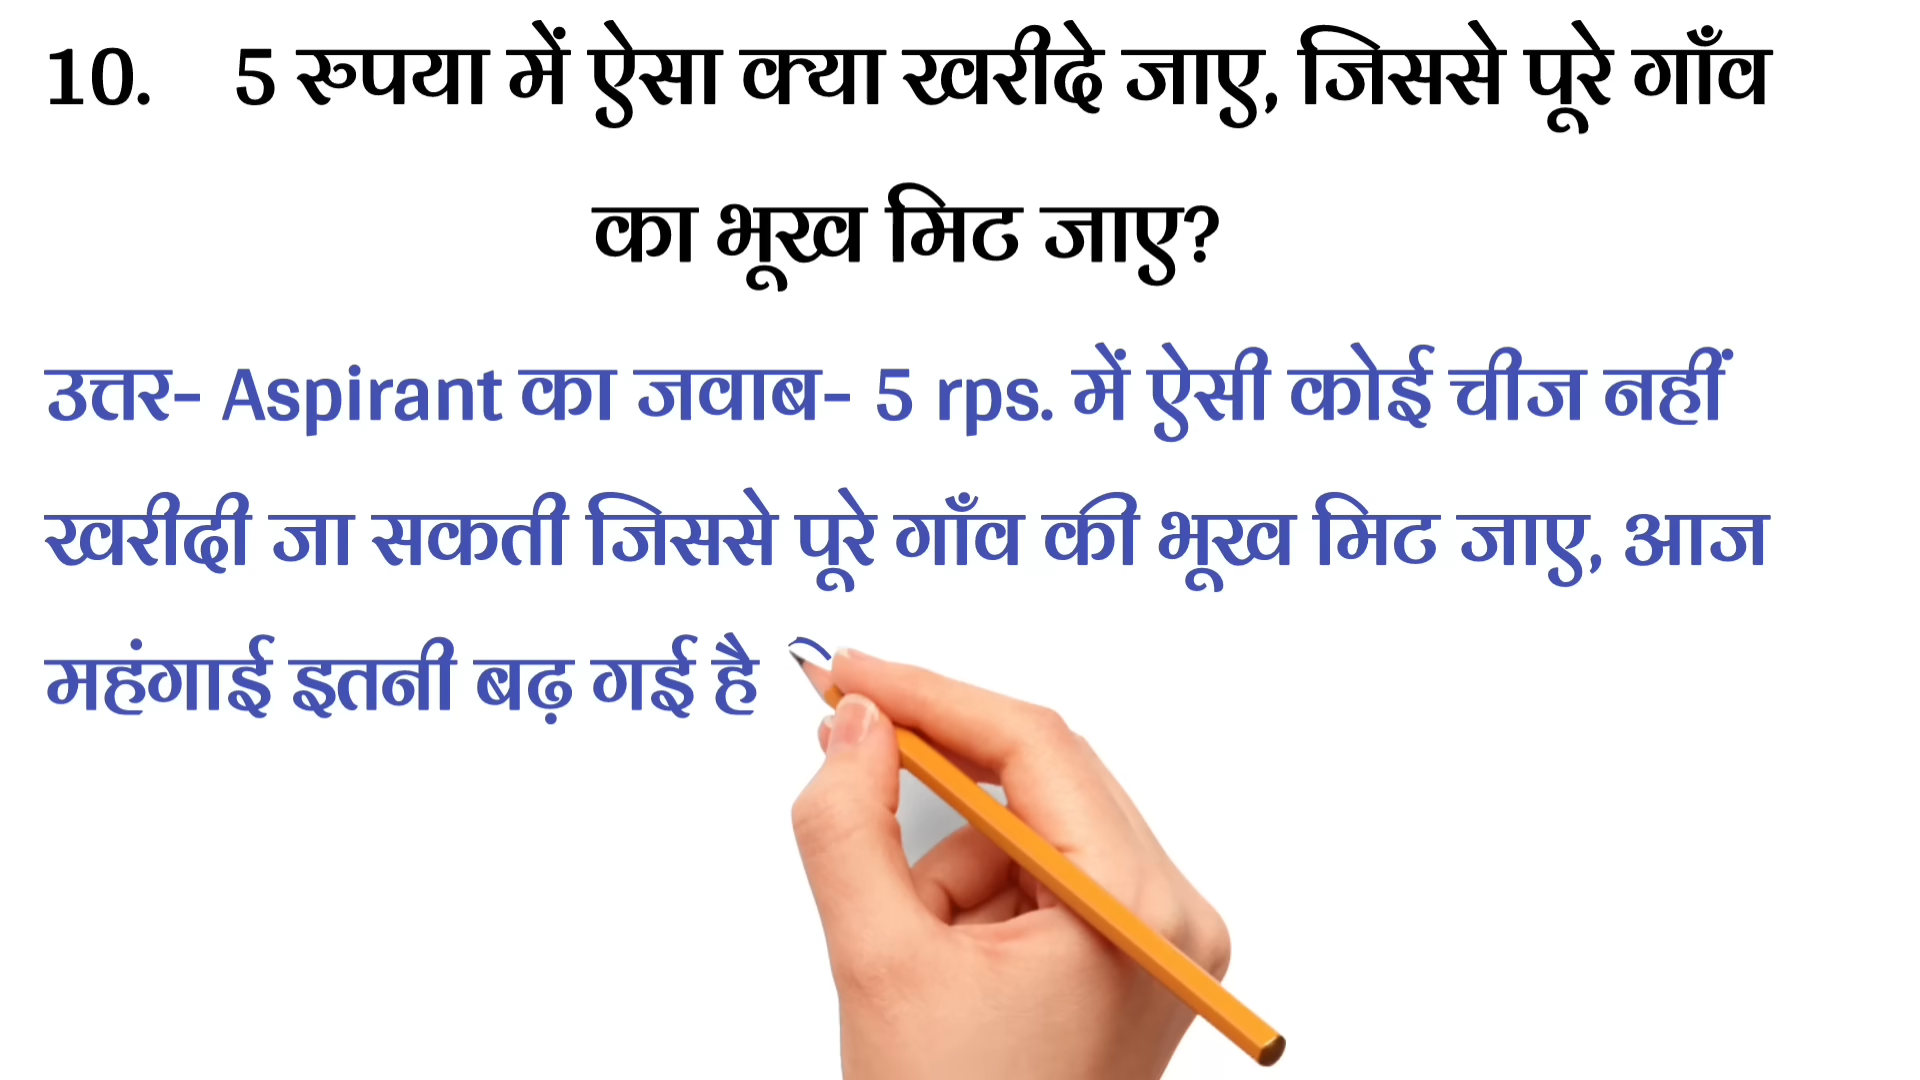 10. 5 रुपया में ऐसा क्या खरीदे जाए, जिससे पूरे गाँव
का भूख मिट जाए?
उत्तर- Aspirant का जवाब- 5 rps. में ऐसी कोई चीज नहीं
खरीदी जा सकती जिससे पूरे गाँव की भूख मिट जाए, आज
महंगाई इतनी बढ़ गई है